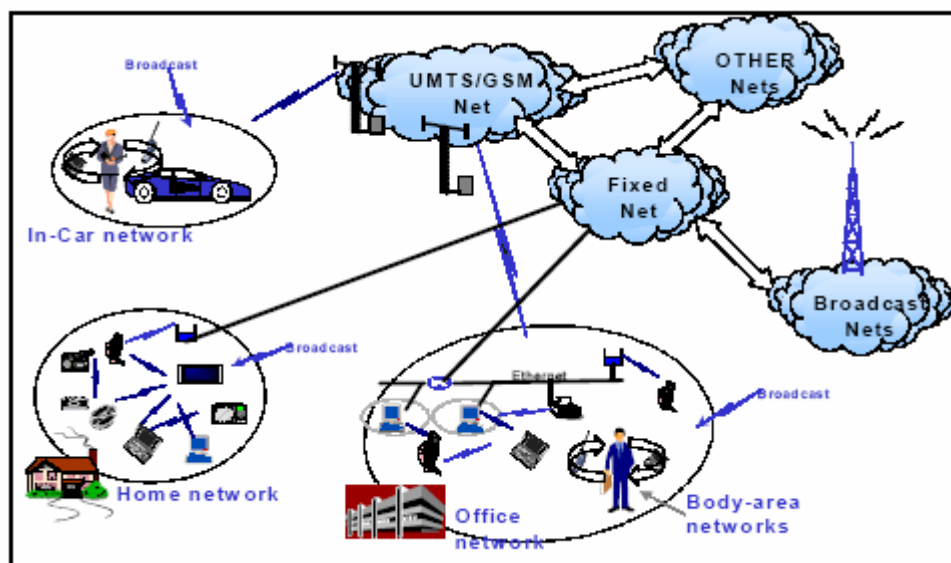 Broadcast
UMTS/GSM
Net
OTHER
Nets
Fixed
Net
In-Car network
Broadcast
Nets
Broadcast
Ethernet
Broadcast
Home network
Office
network
Body-area
networks